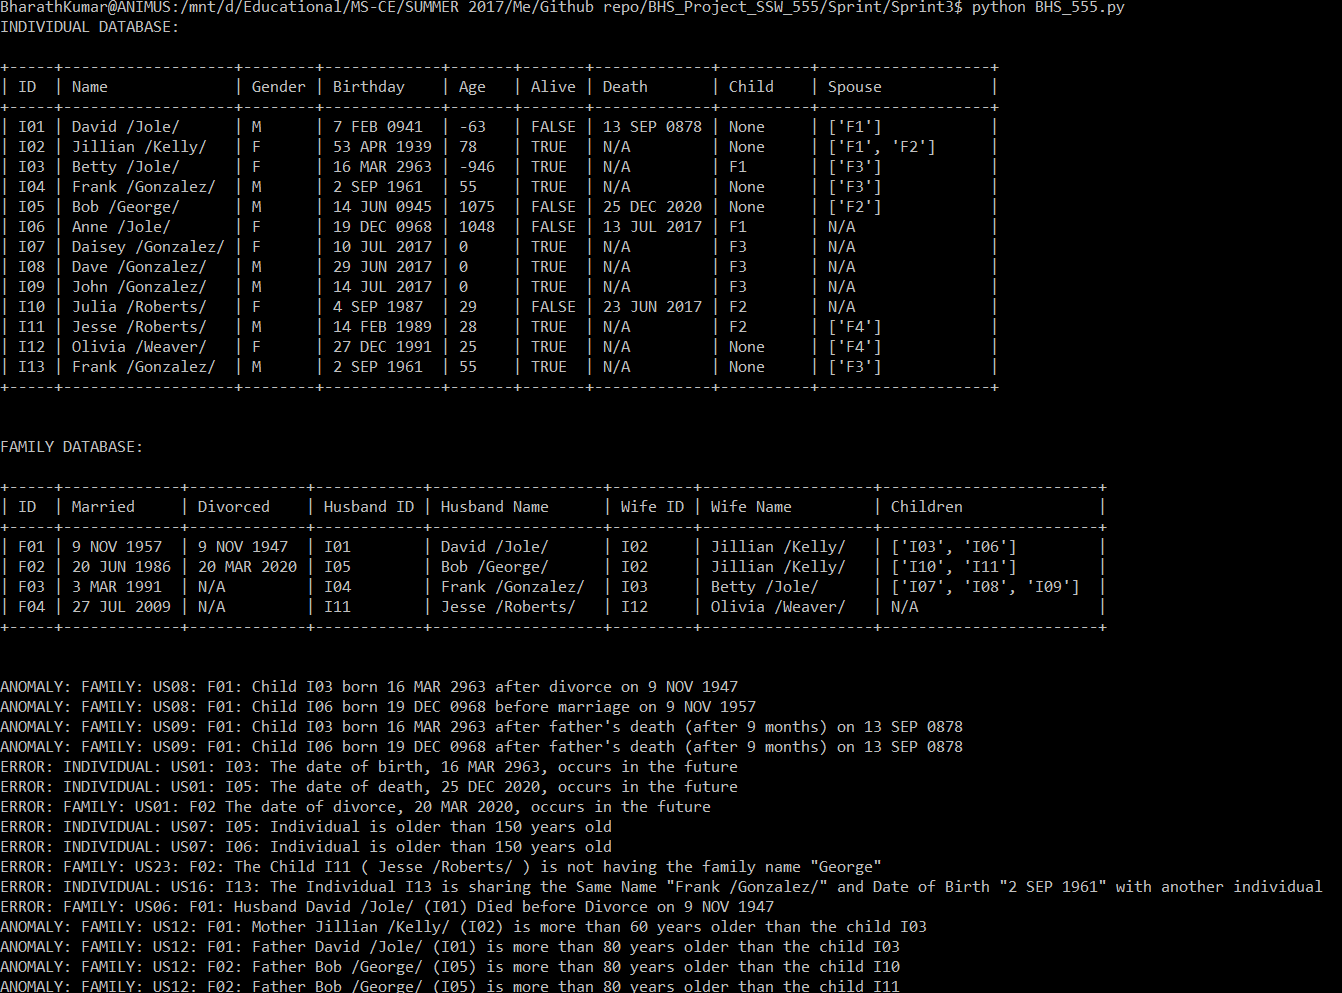 BharathKumar@ANIMUS:/mnt/d/Educational/MS-CE/SUMMER 2017/Me/Github repo/BHS_Project_SSW_555/Sprint/Sprint3$ python BHS_555.py
INDIVIDUAL DATABASE:
+-----+-------------------+--------+-------------+-------+-------+-------------+----------+-------------------+
| ID  | Name              | Gender | Birthday    | Age   | Alive | Death       | Child    | Spouse            |
+-----+-------------------+--------+-------------+-------+-------+-------------+----------+-------------------+
| I01 | David /Jole/      | M      | 7 FEB 0941  | -63   | FALSE | 13 SEP 0878 | None     | ['F1']            |
| I02 | Jillian /Kelly/   | F      | 53 APR 1939 | 78    | TRUE  | N/A         | None     | ['F1', 'F2']      |
| I03 | Betty /Jole/      | F      | 16 MAR 2963 | -946  | TRUE  | N/A         | F1       | ['F3']            |
| I04 | Frank /Gonzalez/  | M      | 2 SEP 1961  | 55    | TRUE  | N/A         | None     | ['F3']            |
| I05 | Bob /George/      | M      | 14 JUN 0945 | 1075  | FALSE | 25 DEC 2020 | None     | ['F2']            |
| I06 | Anne /Jole/       | F      | 19 DEC 0968 | 1048  | FALSE | 13 JUL 2017 | F1       | N/A               |
| I07 | Daisey /Gonzalez/ | F      | 10 JUL 2017 | 0     | TRUE  | N/A         | F3       | N/A               |
| I08 | Dave /Gonzalez/   | M      | 29 JUN 2017 | 0     | TRUE  | N/A         | F3       | N/A               |
| I09 | John /Gonzalez/   | M      | 14 JUL 2017 | 0     | TRUE  | N/A         | F3       | N/A               |
| I10 | Julia /Roberts/   | F      | 4 SEP 1987  | 29    | FALSE | 23 JUN 2017 | F2       | N/A               |
| I11 | Jesse /Roberts/   | M      | 14 FEB 1989 | 28    | TRUE  | N/A         | F2       | ['F4']            |
| I12 | Olivia /Weaver/   | F      | 27 DEC 1991 | 25    | TRUE  | N/A         | None     | ['F4']            |
| I13 | Frank /Gonzalez/  | M      | 2 SEP 1961  | 55    | TRUE  | N/A         | None     | ['F3']            |
+-----+-------------------+--------+-------------+-------+-------+-------------+----------+-------------------+
FAMILY DATABASE:
+-----+-------------+-------------+------------+-------------------+---------+------------------+------------------------+
| ID  | Married     | Divorced    | Husband ID | Husband Name      | Wife ID | Wife Name        | Children               |
+-----+-------------+-------------+------------+-------------------+---------+------------------+------------------------+
| F01 | 9 NOV 1957  | 9 NOV 1947  | I01        | David /Jole/      | I02     | Jillian /Kelly/  | ['I03', 'I06']         |
| F02 | 20 JUN 1986 | 20 MAR 2020 | I05        | Bob /George/      | I02     | Jillian /Kelly/  | ['I10', 'I11']         |
| F03 | 3 MAR 1991  | N/A         | I04        | Frank /Gonzalez/  | I03     | Betty /Jole/     | ['I07', 'I08', 'I09']  |
| F04 | 27 JUL 2009 | N/A         | I11        | Jesse /Roberts/   | I12     | Olivia /Weaver/  | N/A                    |
+-----+-------------+-------------+------------+-------------------+---------+------------------+------------------------+
ANOMALY: FAMILY: US08: F01: Child I03 born 16 MAR 2963 after divorce on 9 NOV 1947
ANOMALY: FAMILY: US08: F01: Child I06 born 19 DEC 0968 before marriage on 9 NOV 1957
ANOMALY: FAMILY: US09: F01: Child I03 born 16 MAR 2963 after father's death (after 9 months) on 13 SEP 0878
ANOMALY: FAMILY: US09: F01: Child I06 born 19 DEC 0968 after father's death (after 9 months) on 13 SEP 0878
ERROR: INDIVIDUAL: US01: I03: The date of birth, 16 MAR 2963, occurs in the future
ERROR: INDIVIDUAL: US01: I05: The date of death, 25 DEC 2020, occurs in the future
ERROR: FAMILY: US01: F02 The date of divorce, 20 MAR 2020, occurs in the future
ERROR: INDIVIDUAL: US07: I05: Individual is older than 150 years old
ERROR: INDIVIDUAL: US07: I06: Individual is older than 150 years old
ERROR: FAMILY: US23: F02: The Child I11 ( Jesse /Roberts/ ) is not having the family name "George"
ERROR: INDIVIDUAL: US16: I13: The Individual I13 is sharing the Same Name "Frank /Gonzalez/" and Date of Birth "2 SEP 1961" with another individual
ERROR: FAMILY: US06: F01: Husband David /Jole/ (I01) Died before Divorce on 9 NOV 1947
ANOMALY: FAMILY: US12: F01: Mother Jillian /Kelly/ (I02) is more than 60 years older than the child I03
ANOMALY: FAMILY: US12: F01: Father David /Jole/ (I01) is more than 80 years older than the child I03
ANOMALY: FAMILY: US12: F02: Father Bob /George/ (I05) is more than 80 years older than the child I10
ANOMALY: FAMILY: US12: F02: Father Bob /George/ (I05) is more than 80 years older than the child I11